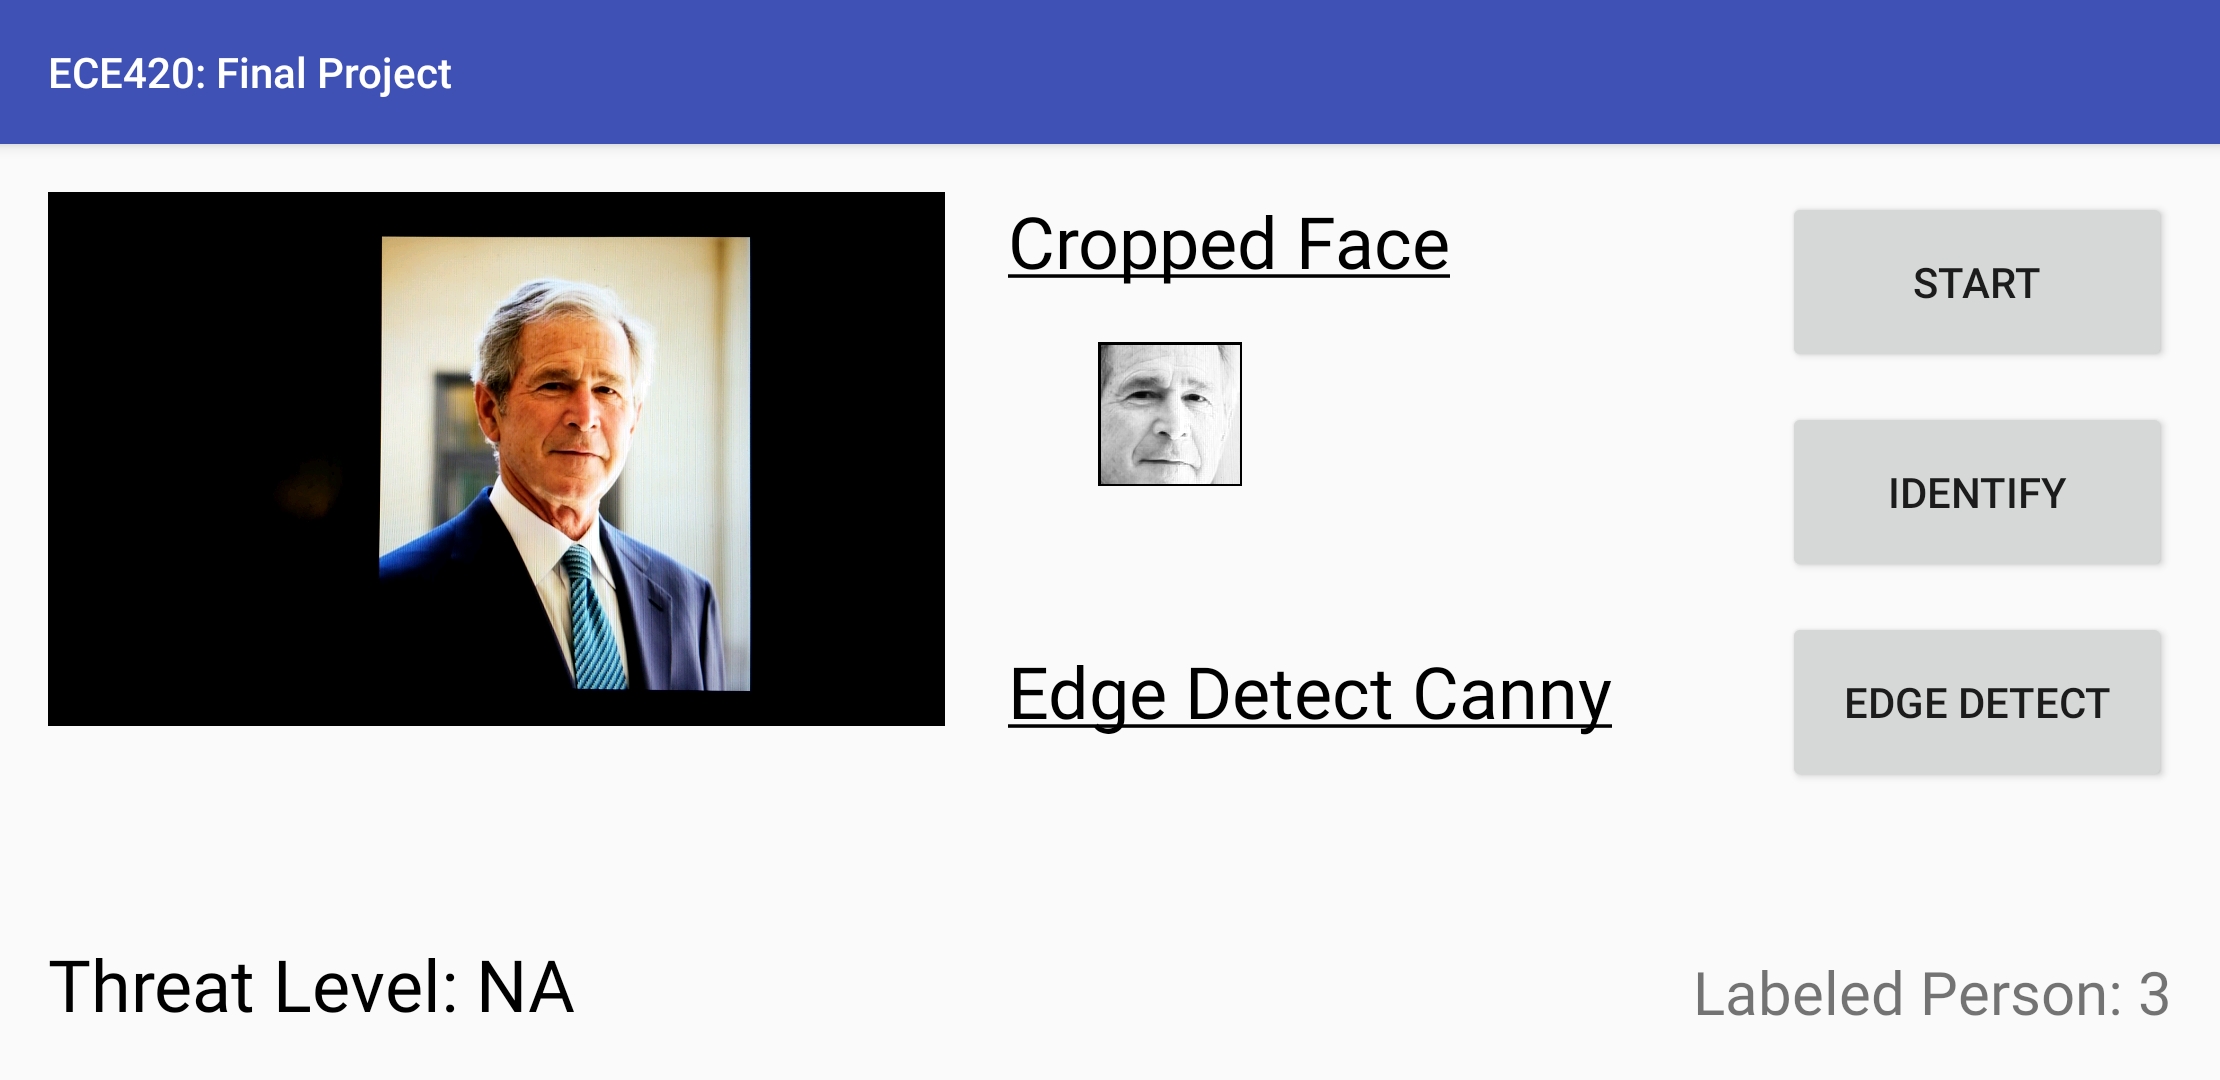 ECE420: Final Project
Cropped Face
START
IDENTIFY
Edge Detect Canny
EDGE DETECT
Threat Level: NA
Labeled Person: 3